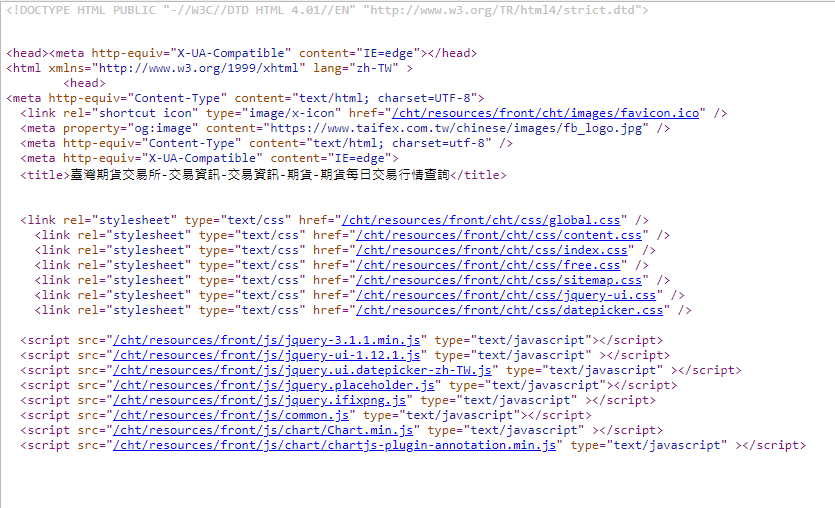 <!DOCTYPE HTML PUBLIC "-//W3C//DTD HTML 4.01//EN" "http://www.w3.org/TR/html4/strict.dtd">
<head><meta http-equiv="X-UA-Compatible" content="IE=edge"></head>
<html xmlns="http://www.w3.org/1999/xhtml" lang="zh-TW" >
<head>
<meta http-equiv="Content-Type" content="text/html; charset=UTF-8">
<link rel="shortcut icon" type="image/x-icon" href="/cht/resources/front/cht/images/favicon.ico" />
<meta property="og:image" content="https://www.taifex.com.tw/chinese/images/fb_logo.jpg" />
<meta http-equiv="Content-Type" content="text/html; charset=utf-8" />
<meta http-equiv="X-UA-Compatible" content="IE=edge">
<title>臺灣期貨交易所-交易資訊-交易資訊-期貨-期貨每日交易行情查詢</title>
<link rel="stylesheet" type="text/css" href="/cht/resources/front/cht/css/global.css" />
<link rel="stylesheet" type="text/css" href="/cht/resources/front/cht/css/content.css" />
<link rel="stylesheet" type="text/css" href="/cht/resources/front/cht/css/index.css" />
<link rel="stylesheet" type="text/css" href="/cht/resources/front/cht/css/free.css" />
<link rel="stylesheet" type="text/css" href="/cht/resources/front/cht/css/sitemap.css" />
<link rel="stylesheet" type="text/css" href="/cht/resources/front/cht/css/jquery-ui.css" />
<link rel="stylesheet" type="text/css" href="/cht/resources/front/cht/css/datepicker.css" />
<script src="/cht/resources/front/js/jquery-3.1.1.min.js" type="text/javascript"></script>
<script src="/cht/resources/front/js/jquery-ui-1.12.1.js" type="text/javascript" ></script>
<script src="/cht/resources/front/js/jquery.ui.datepicker-zh-TW.js" type="text/javascript" ></script>
<script src="/cht/resources/front/js/jquery.placeholder.js" type="text/javascript"></script>
<script src="/cht/resources/front/js/jquery.ifixpng.js" type="text/javascript" ></script>
<script src="/cht/resources/front/js/common.js" type="text/javascript"></script>
<script src="/cht/resources/front/js/chart/Chart.min.js" type="text/javascript" ></script>
<script src="/cht/resources/front/js/chart/chartjs-plugin-annotation.min.js" type="text/javascript" ></script>